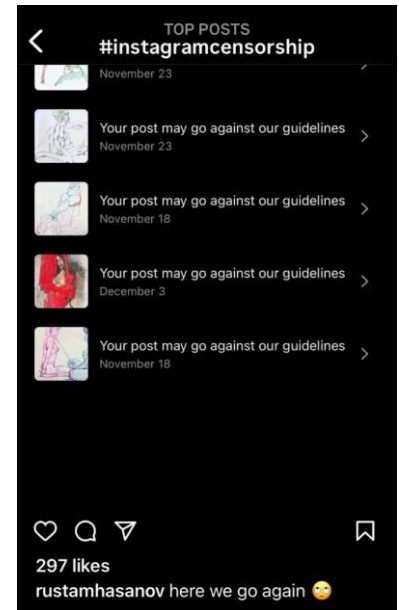 TOP POSTS
#instagramcensorship
November 23
Your post may go against our guidelines
November 23
Your post may go against our guidelines
November 18
Your post may go against our guidelines
December 3
Your post may go against our guidelines
November 18
297 likes
rustamhasanov here we go again 🙄